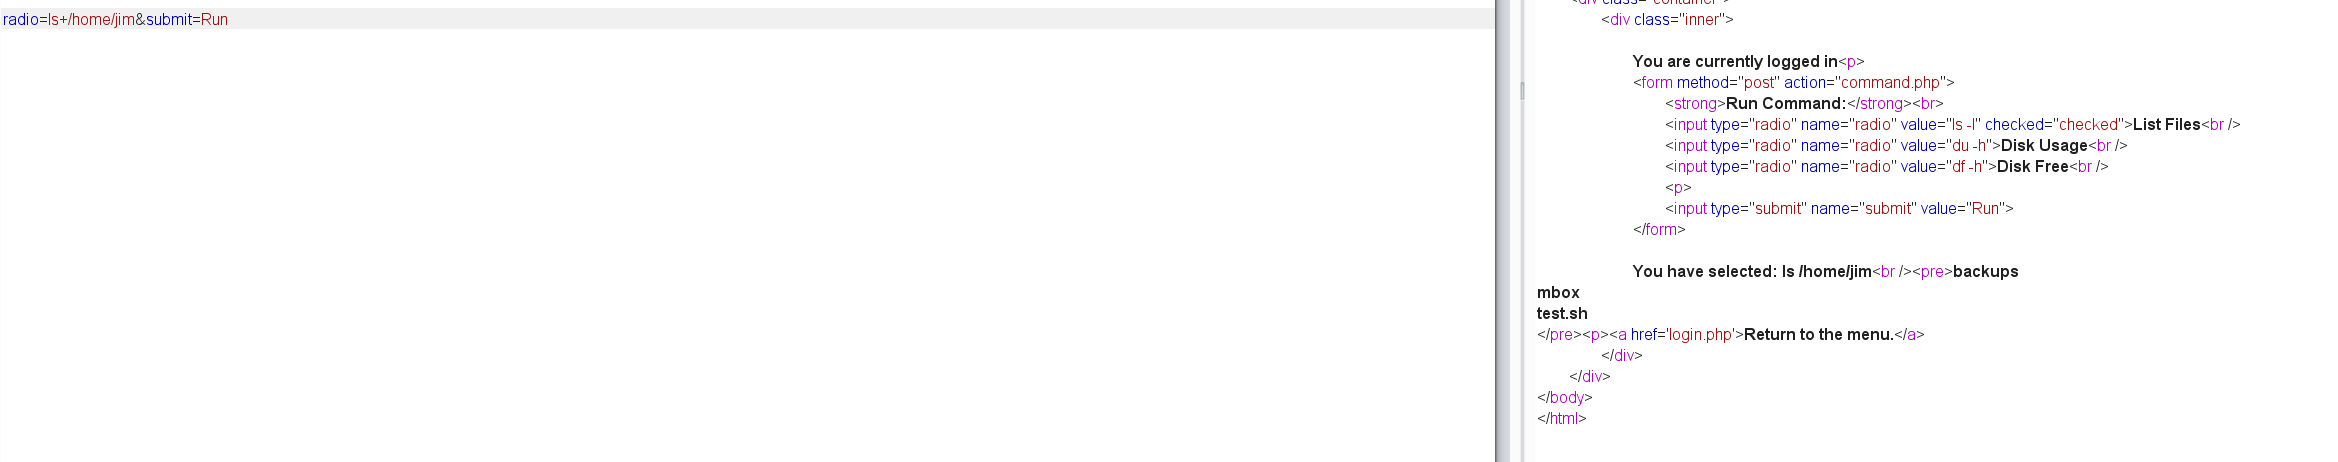 radio=ls+/home/jim&submit=Run
<div class="container">
<div class="inner">
You are currently logged in<p>
<form method="post" action="command.php">
<strong>Run Command:</strong><br>
<input type="radio" name="radio" value="ls -l" checked="checked">List Files<br />
<input type="radio" name="radio" value="du -h">Disk Usage<br />
<input type="radio" name="radio" value="df -h">Disk Free<br />
<p>
<input type="submit" name="submit" value="Run">
</form>
You have selected: ls /home/jim<br /><pre>backups
mbox
test.sh
</pre><p><a href='login.php'>Return to the menu.</a>
</div>
</div>
</body>
</html>